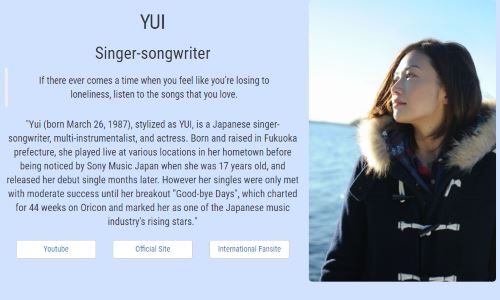 YUI
Singer-songwriter
If there ever comes a time when you feel like you're losing to
loneliness, listen to the songs that you love.
"Yui (born March 26, 1987), stylized as YUI, is a Japanese singer-
songwriter, multi-instrumentalist, and actress. Born and raised in Fukuoka
prefecture, she played live at various locations in her hometown before
being noticed by Sony Music Japan when she was 17 years old, and
released her debut single months later. However her singles were only met
with moderate success until her breakout "Good-bye Days", which charted
for 44 weeks on Oricon and marked her as one of the Japanese music
industry's rising stars."
Youtube
Official Site
International Fansite